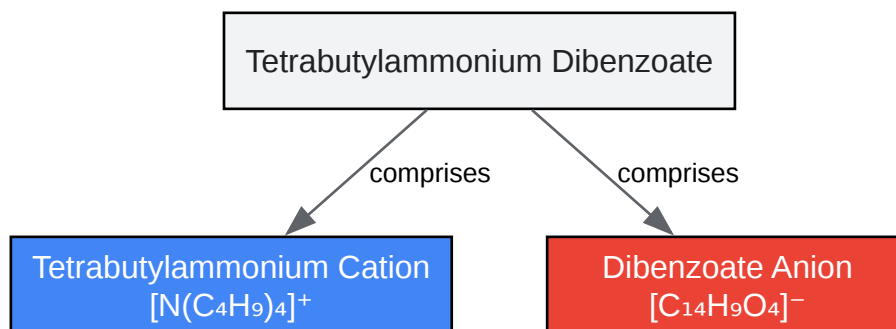 Tetrabutylammonium Dibenzoate
comprises
comprises
Tetrabutylammonium Cation
[N(C₄H₉)₄]⁺
Dibenzoate Anion
[C₁₄H₉O₄]⁻